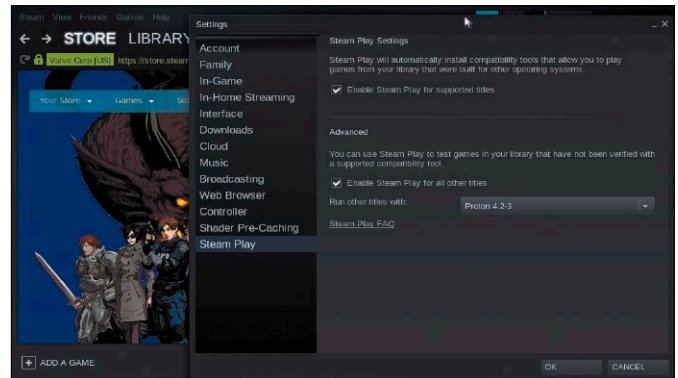 Steam View Friends Games Help
← → STORE LIBRARY
Valve Corp [US] https://store.steam
Your Store Games
Settings
Account
Family
In-Game
In-Home Streaming
Interface
Downloads
Cloud
Music
Broadcasting
Web Browser
Controller
Shader Pre-Caching
Steam Play
Steam Play Settings
Steam Play will automatically install compatibility tools that allow you to play
games from your library that were built for other operating systems.
Enable Steam Play for supported titles
Advanced
You can use Steam Play to test games in your library that have not been verified with
a supported compatibility tool.
Enable Steam Play for all other titles
Run other titles with: Proton 4.2-3
Steam Play FAQ
+ ADD A GAME
OK CANCEL